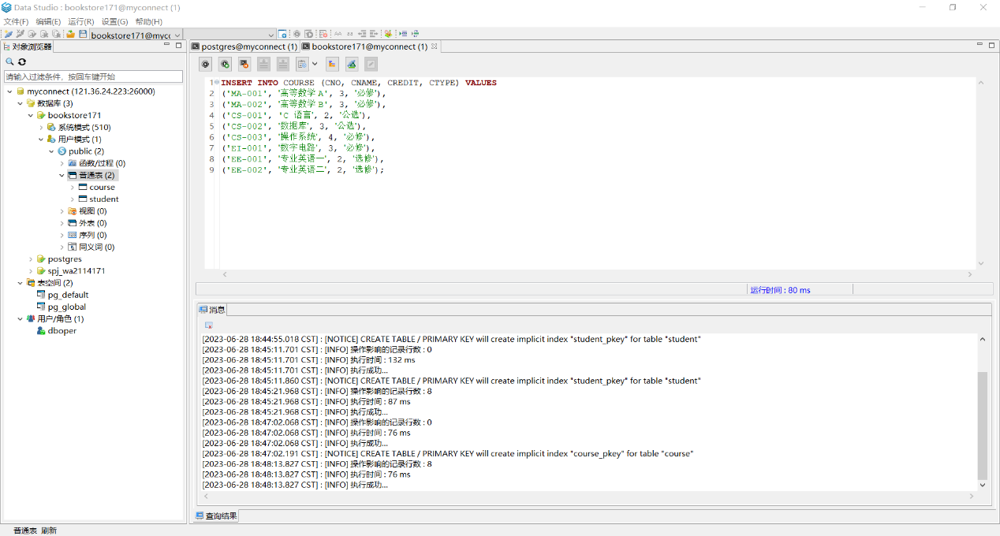 Data Studio : bookstore171@myconnect (1)
文件(F) 编辑(E) 运行(R) 设置(G) 帮助(H)
bookstore171@mycc
对象浏览器
请输入过滤条件，按回车键开始
myconnect (121.36.24.223:26000)
数据库 (3)
bookstore171
系统模式 (510)
用户模式 (1)
public (2)
函数/过程 (0)
普通表 (2)
course
student
视图 (0)
外表 (0)
序列 (0)
同义词 (0)
postgres
spj_wa2114171
表空间 (2)
pg_default
pg_global
用户/角色 (1)
dboper
postgres@myconnect (1) bookstore171@myconnect (1)
1 INSERT INTO COURSE (CNO, CNAME, CREDIT, CTYPE) VALUES
2 ('MA-001', '高等数学 A', 3, '必修'),
3 ('MA-002', '高等数学 B', 3, '必修'),
4 ('CS-001', 'C 语言', 2, '公选'),
5 ('CS-002', '数据库', 3, '公选'),
6 ('CS-003', '操作系统', 4, '必修'),
7 ('EI-001', '数字电路', 3, '必修'),
8 ('EE-001', '专业英语一', 2, '选修'),
9 ('EE-002', '专业英语二', 2, '选修');
运行时间 : 80 ms
消息
[2023-06-28 18:44:55.018 CST] : [NOTICE] CREATE TABLE / PRIMARY KEY will create implicit index "student_pkey" for table "student"
[2023-06-28 18:45:11.701 CST] : [INFO] 操作影响的记录行数 : 0
[2023-06-28 18:45:11.701 CST] : [INFO] 执行时间 : 132 ms
[2023-06-28 18:45:11.701 CST] : [INFO] 执行成功...
[2023-06-28 18:45:11.860 CST] : [NOTICE] CREATE TABLE / PRIMARY KEY will create implicit index "student_pkey" for table "student"
[2023-06-28 18:45:21.968 CST] : [INFO] 操作影响的记录行数 : 8
[2023-06-28 18:45:21.968 CST] : [INFO] 执行时间 : 87 ms
[2023-06-28 18:45:21.968 CST] : [INFO] 执行成功...
[2023-06-28 18:47:02.068 CST] : [INFO] 操作影响的记录行数 : 0
[2023-06-28 18:47:02.068 CST] : [INFO] 执行时间 : 76 ms
[2023-06-28 18:47:02.068 CST] : [INFO] 执行成功...
[2023-06-28 18:47:02.191 CST] : [NOTICE] CREATE TABLE / PRIMARY KEY will create implicit index "course_pkey" for table "course"
[2023-06-28 18:48:13.827 CST] : [INFO] 操作影响的记录行数 : 8
[2023-06-28 18:48:13.827 CST] : [INFO] 执行时间 : 76 ms
[2023-06-28 18:48:13.827 CST] : [INFO] 执行成功...
查询结果
普通表 刷新